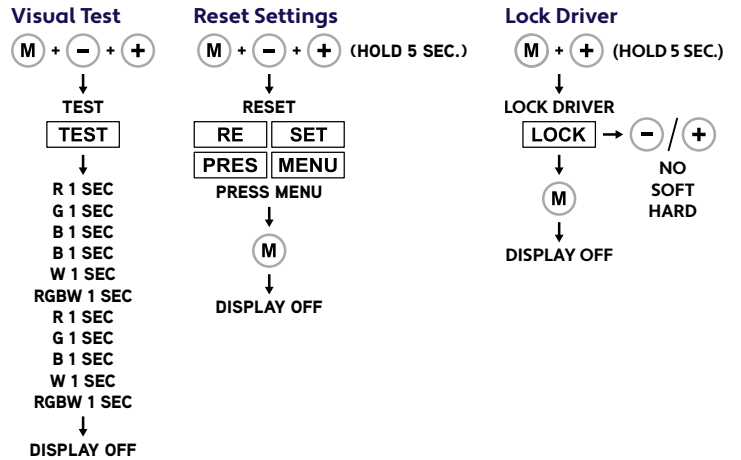 Visual Test
M + − + +
TEST
TEST
R 1 SEC
G 1 SEC
B 1 SEC
B 1 SEC
W 1 SEC
RGBW 1 SEC
R 1 SEC
G 1 SEC
B 1 SEC
W 1 SEC
RGBW 1 SEC
DISPLAY OFF
Reset Settings
M + − + + (HOLD 5 SEC.)
RESET
RE SET
PRES MENU
PRESS MENU
M
DISPLAY OFF
Lock Driver
M + + (HOLD 5 SEC.)
LOCK DRIVER
LOCK → − / +
NO
SOFT
HARD
M
DISPLAY OFF